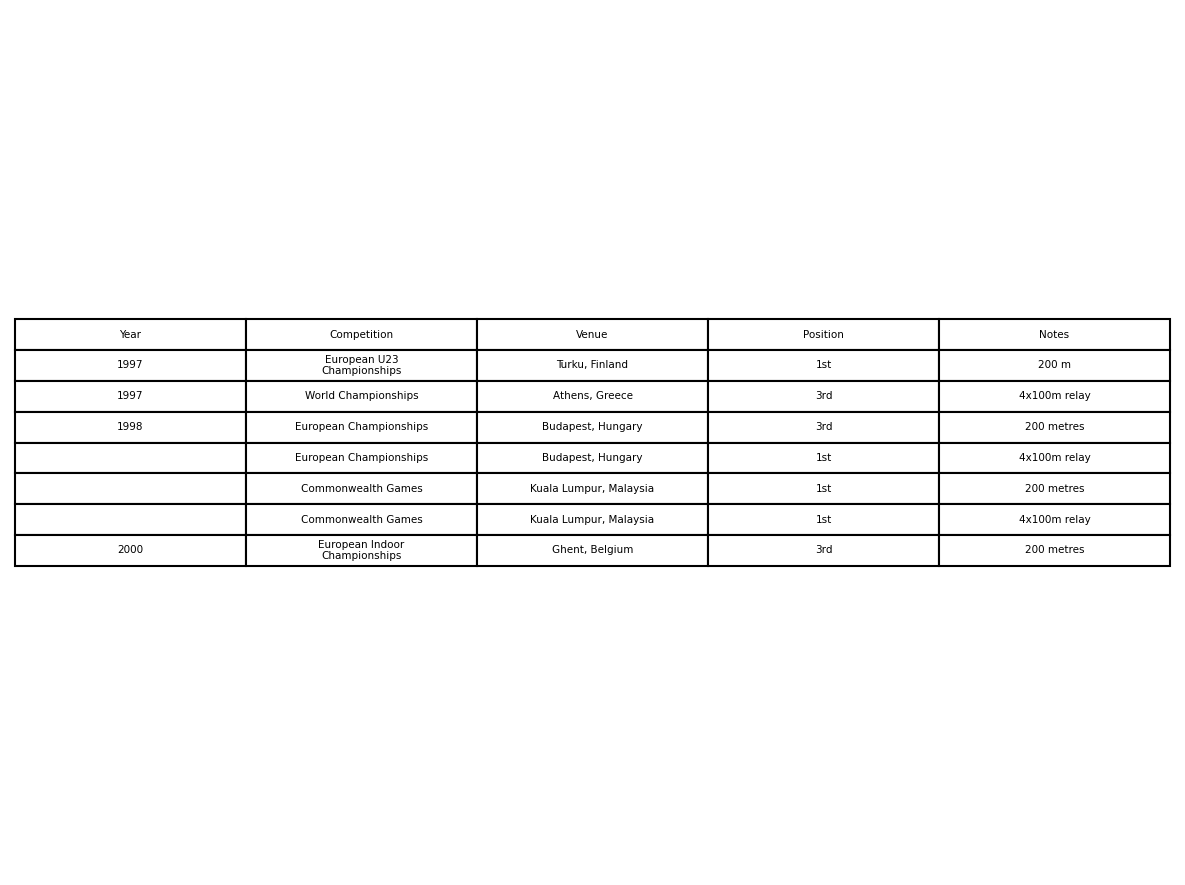 Year Competition Venue Position Notes
1997 European U23 Championships Turku, Finland 1st 200 m
1997 World Championships Athens, Greece 3rd 4x100m relay
1998 European Championships Budapest, Hungary 3rd 200 metres
European Championships Budapest, Hungary 1st 4x100m relay
Commonwealth Games Kuala Lumpur, Malaysia 1st 200 metres
Commonwealth Games Kuala Lumpur, Malaysia 1st 4x100m relay
2000 European Indoor Championships Ghent, Belgium 3rd 200 metres